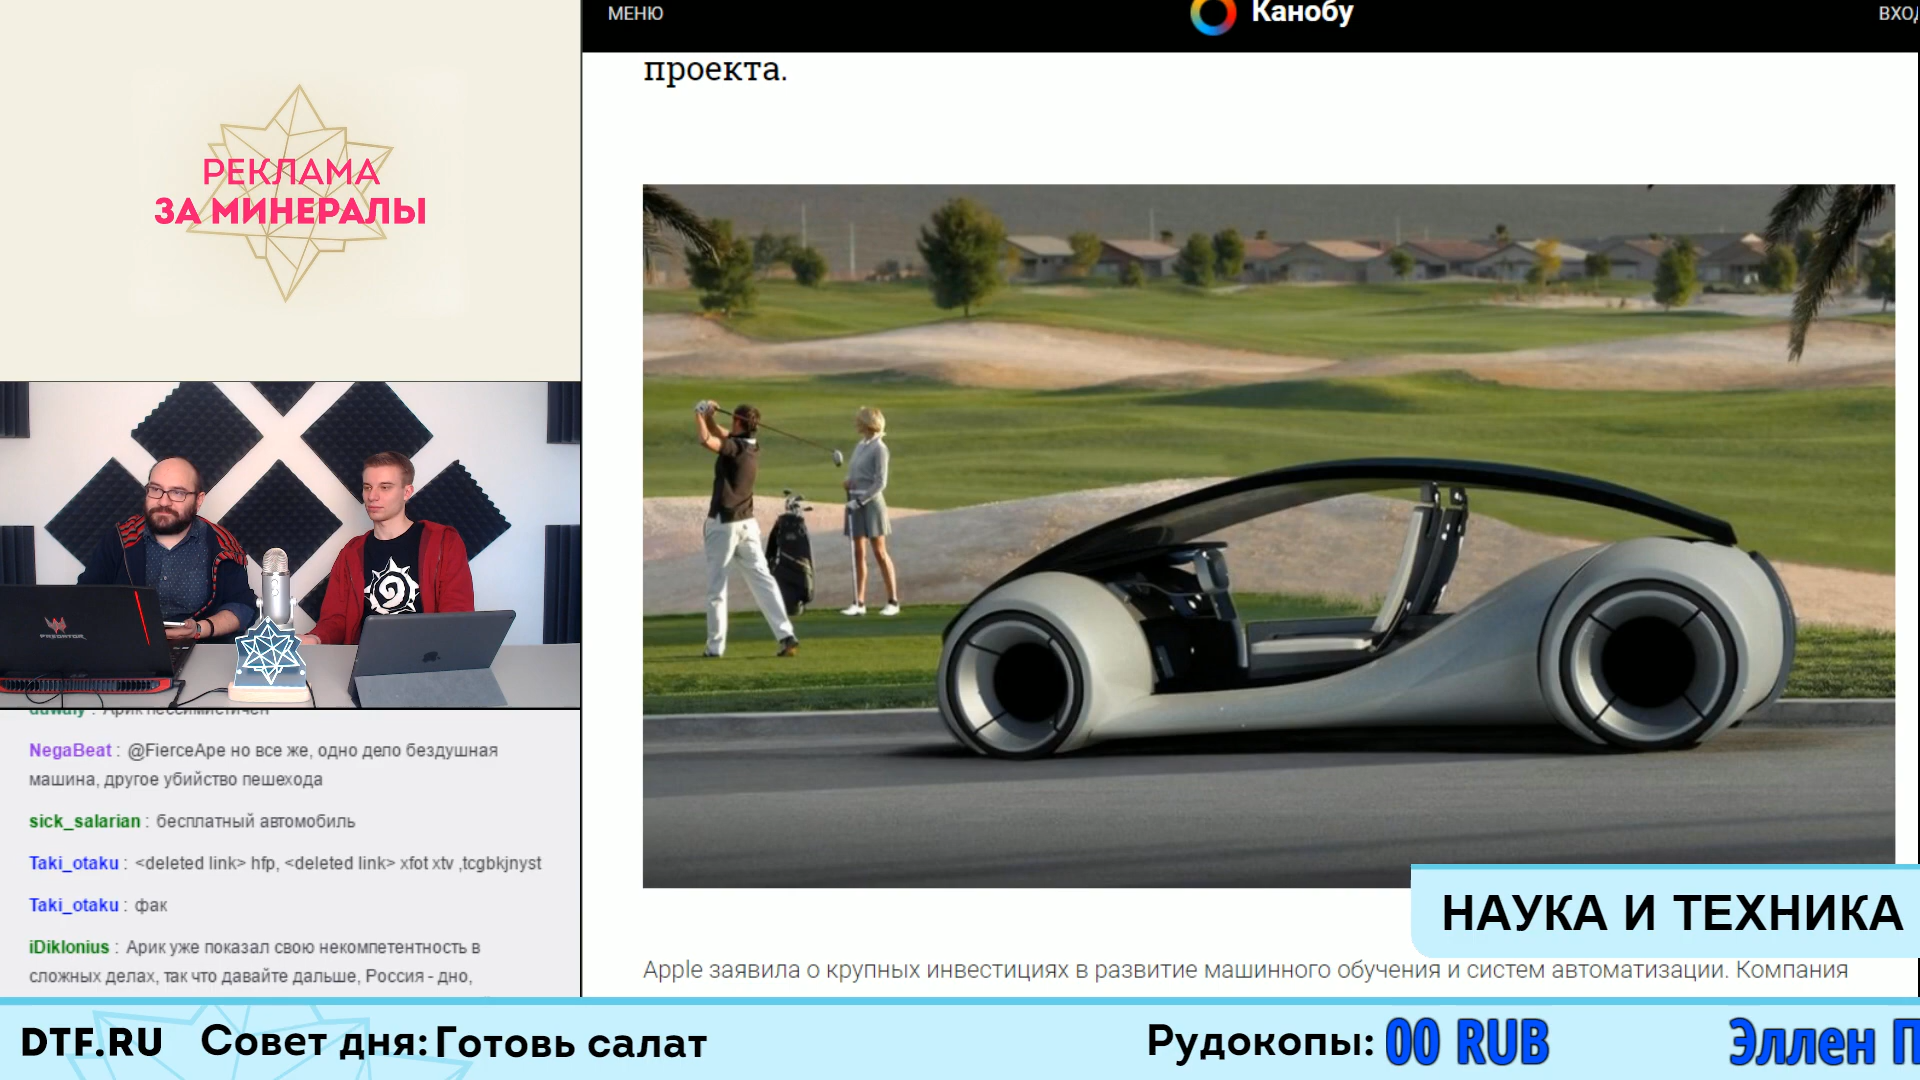 МЕНЮ
Канобу
проекта.
РЕКЛАМА
ЗА МИНЕРАЛЫ
PREDATOR
NegaBeat : @FierceApe но все же, одно дело бездушная
машина, другое убийство пешехода
sick_salarian : бесплатный автомобиль
Taki_otaku : <deleted link> hfp, <deleted link> xfot xtv ,tcgbkjnyst
Taki_otaku : фак
iDiklonius : Арик уже показал свою некомпетентность в
сложных делах, так что давайте дальше, Россия - дно,
НАУКА И ТЕХНИКА
Apple заявила о крупных инвестициях в развитие машинного обучения и систем автоматизации. Компания
DTF.RU Совет дня: Готовь салат
Рудокопы: 00 RUB Эллен